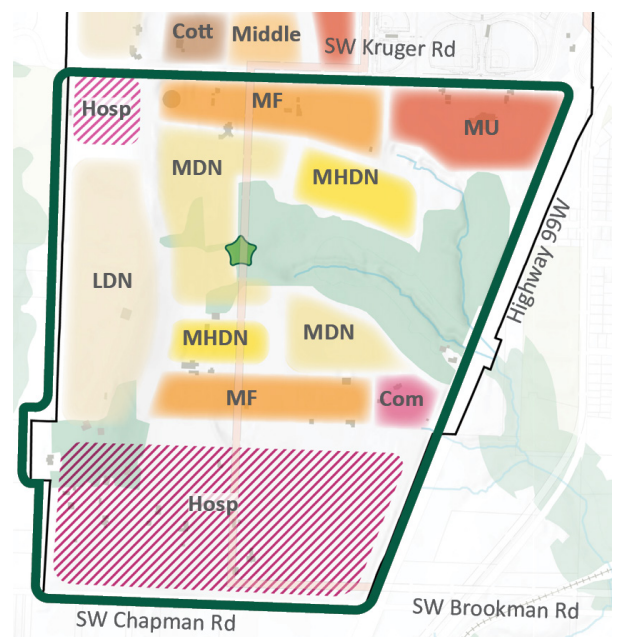 Cott
Middle
SW Kruger Rd
Hosp
MF
MU
MDN
MHDN
LDN
Highway 99W
MHDN
MDN
MF
Com
Hosp
SW Chapman Rd
SW Brookman Rd